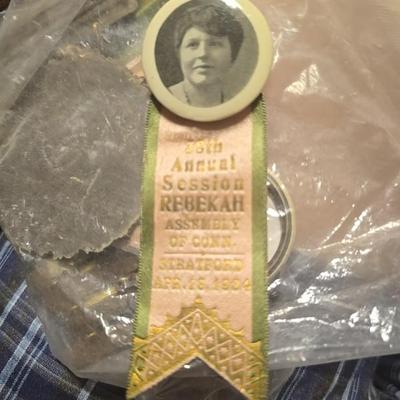 Annual
Session
REBEKAH
ASSEMBLY
OF CONN.
STRATFORD
APR. 16, 1924